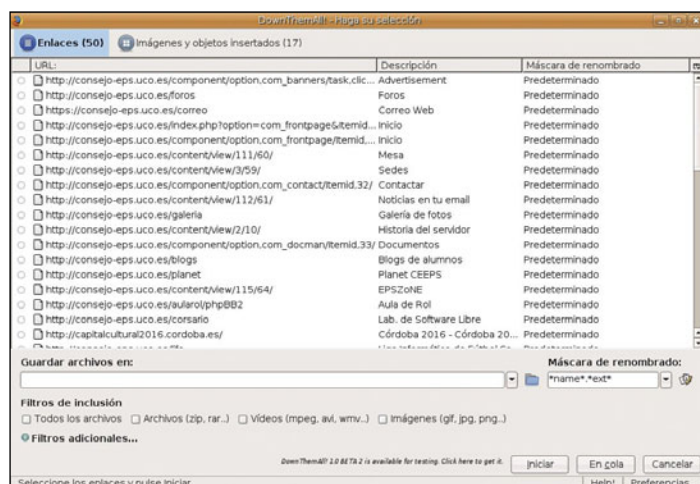 DownThemAll! - Haga su selección
Enlaces (50) Imágenes y objetos insertados (17)
URL: Descripción Máscara de renombrado
http://consejo-eps.uco.es/component/option,com_banners/task,clic... Advertisement Predeterminado
http://consejo-eps.uco.es/foros Foros Predeterminado
https://consejo-eps.uco.es/correo Correo Web Predeterminado
http://consejo-eps.uco.es/index.php?option=com_frontpage&Itemid... Inicio Predeterminado
http://consejo-eps.uco.es/component/option,com_frontpage/Itemid,... Inicio Predeterminado
http://consejo-eps.uco.es/content/view/111/60/ Mesa Predeterminado
http://consejo-eps.uco.es/content/view/3/59/ Sedes Predeterminado
http://consejo-eps.uco.es/component/option,com_contact/Itemid,32/ Contactar Predeterminado
http://consejo-eps.uco.es/content/view/112/61/ Noticias en tu email Predeterminado
http://consejo-eps.uco.es/galeria Galería de fotos Predeterminado
http://consejo-eps.uco.es/content/view/2/10/ Historia del servidor Predeterminado
http://consejo-eps.uco.es/component/option,com_docman/Itemid,33/ Documentos Predeterminado
http://consejo-eps.uco.es/blogs Blogs de alumnos Predeterminado
http://consejo-eps.uco.es/planet Planet CEEPS Predeterminado
http://consejo-eps.uco.es/content/view/115/64/ EPSZoNE Predeterminado
http://consejo-eps.uco.es/aularol/phpBB2 Aula de Rol Predeterminado
http://consejo-eps.uco.es/corsario Lab. de Software Libre Predeterminado
http://capitalcultural2016.cordoba.es/ Córdoba 2016 - Córdoba 20... Predeterminado
Guardar archivos en: Máscara de renombrado:
*name*.*ext*
Filtros de inclusión
Todos los archivos Archivos (zip, rar..) Vídeos (mpeg, avi, wmv..) Imágenes (gif, jpg, png..)
Filtros adicionales...
DownThemAll! 1.0 BETA 2 is available for testing. Click here to get it. Iniciar En cola Cancelar
Seleccione los enlaces y pulse Iniciar Help! Preferencias